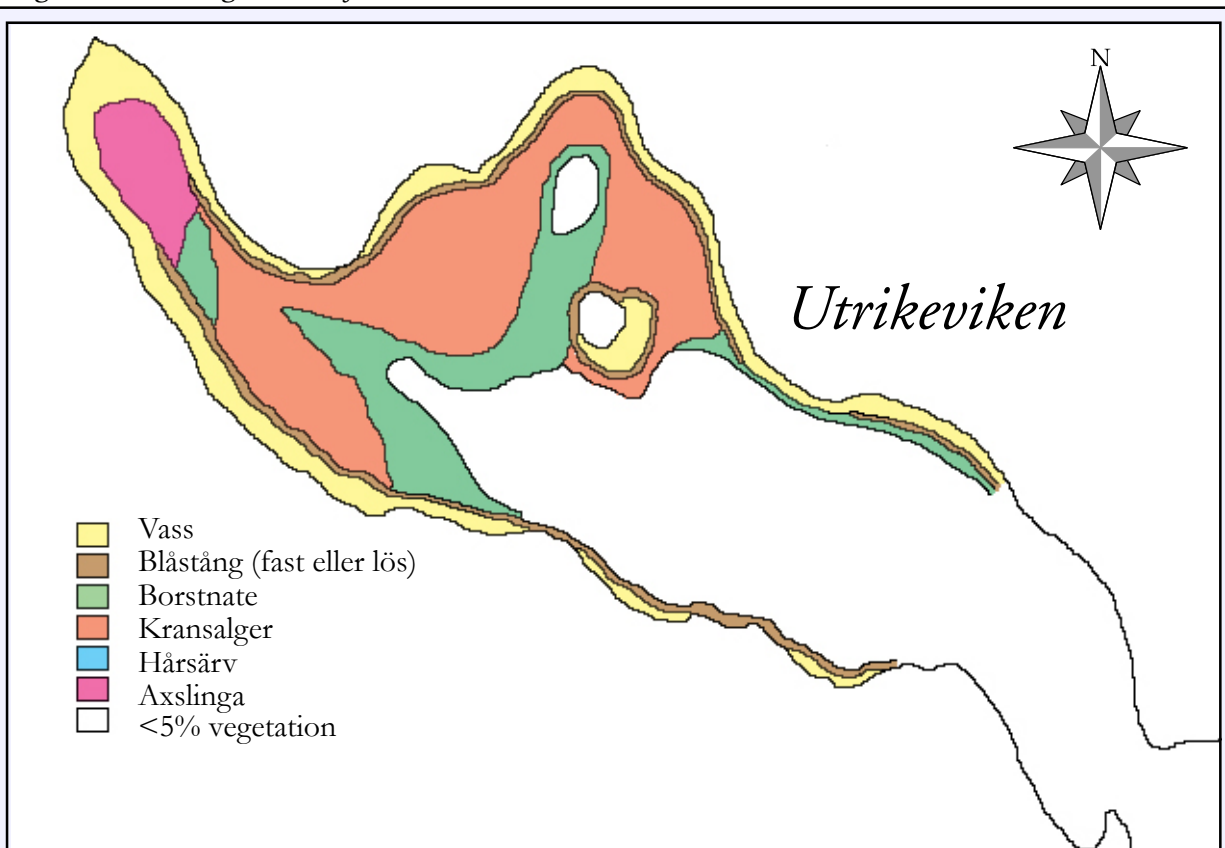 N
Utrikeviken
Vass
Blåstång (fast eller lös)
Borstnate
Kransalger
Hårsärv
Axslinga
<5% vegetation